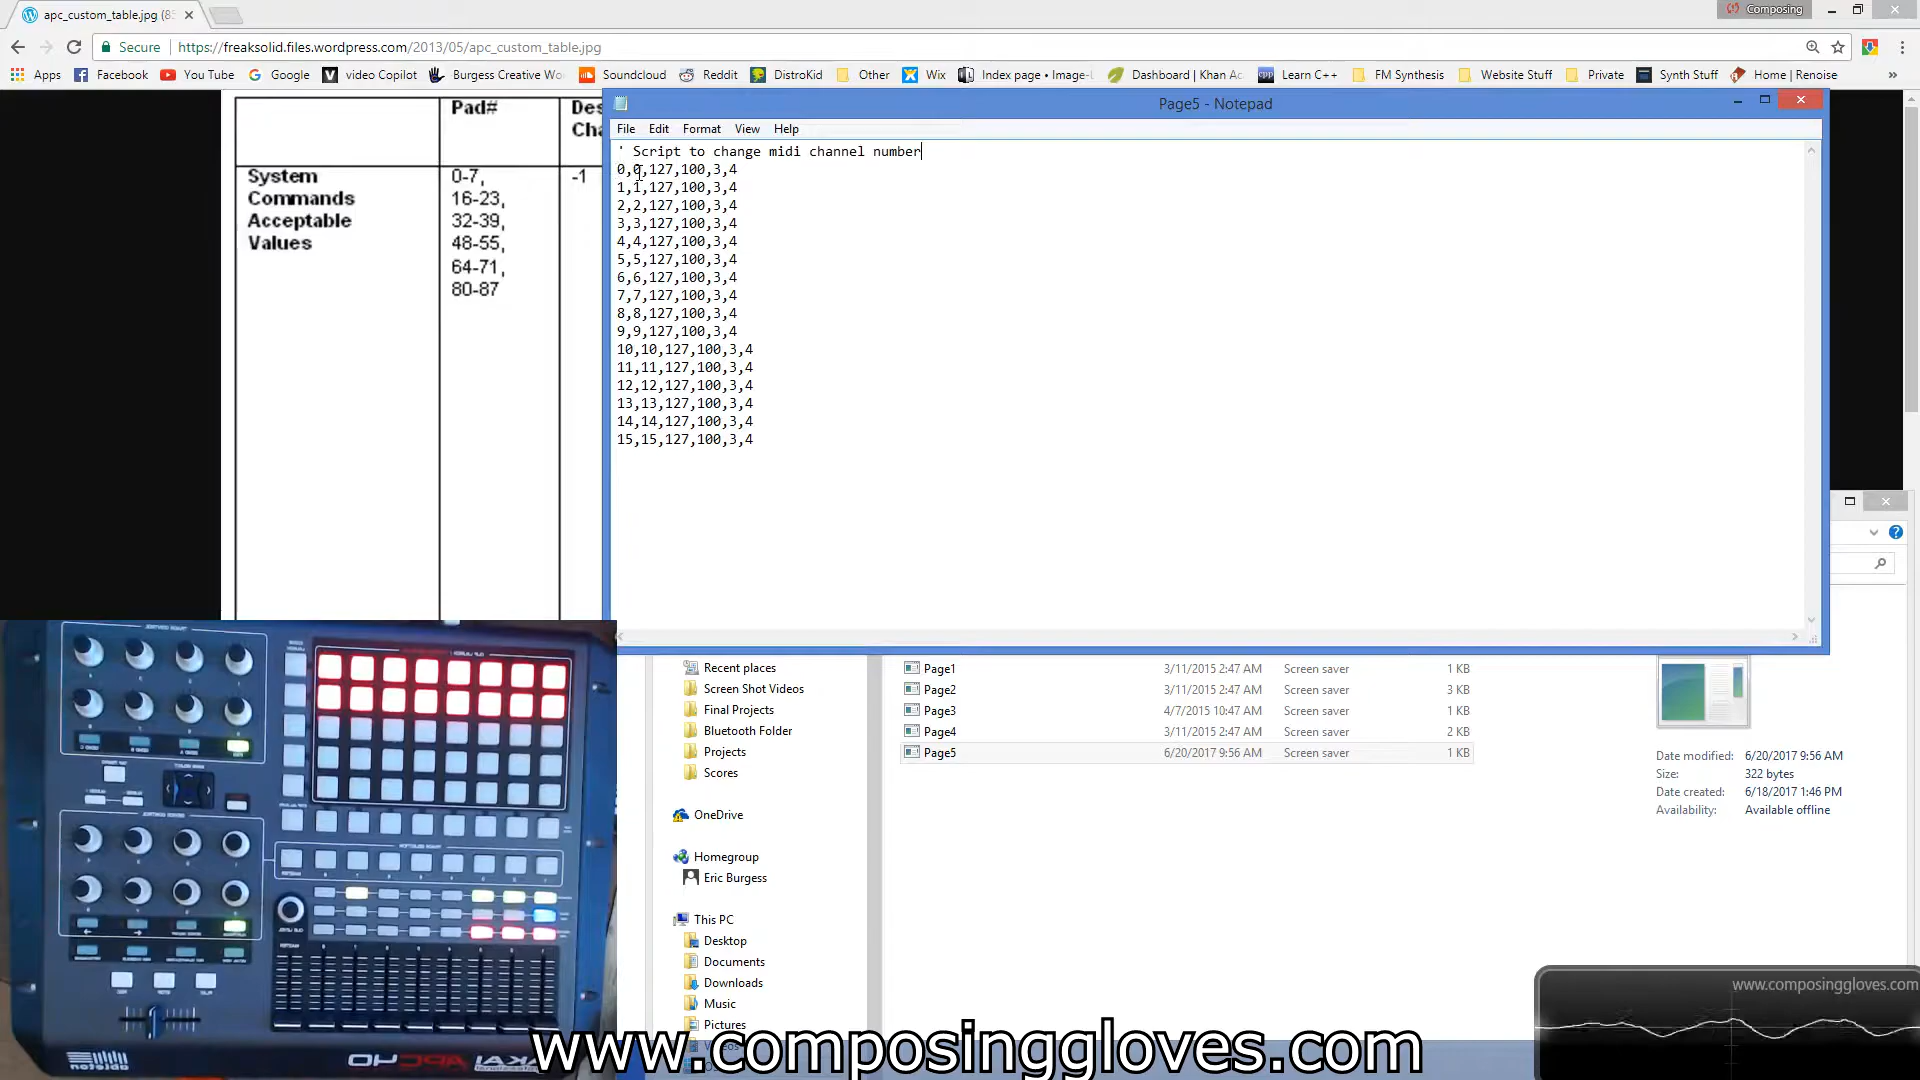 apc_custom_table.jpg (85
Composing
Secure
https://freaksolid.files.wordpress.com/2013/05/apc_custom_table.jpg
Apps
Facebook
You Tube
Google
video Copilot
Burgess Creative Wo
Soundcloud
Reddit
DistroKid
Other
Wix
Index page • Image-
Dashboard | Khan Ac
Learn C++
FM Synthesis
Website Stuff
Private
Synth Stuff
Home | Renoise
»
Pad#
Des
Cha
System
Commands
Acceptable
Values
0-7,
16-23,
32-39,
48-55,
64-71,
80-87
-1
Page5 - Notepad
File Edit Format View Help
' Script to change midi channel number
0,0,127,100,3,4
1,1,127,100,3,4
2,2,127,100,3,4
3,3,127,100,3,4
4,4,127,100,3,4
5,5,127,100,3,4
6,6,127,100,3,4
7,7,127,100,3,4
8,8,127,100,3,4
9,9,127,100,3,4
10,10,127,100,3,4
11,11,127,100,3,4
12,12,127,100,3,4
13,13,127,100,3,4
14,14,127,100,3,4
15,15,127,100,3,4
Recent places
Screen Shot Videos
Final Projects
Bluetooth Folder
Projects
Scores
OneDrive
Homegroup
Eric Burgess
This PC
Desktop
Documents
Downloads
Music
Pictures
Page1 3/11/2015 2:47 AM Screen saver 1 KB
Page2 3/11/2015 2:47 AM Screen saver 3 KB
Page3 4/7/2015 10:47 AM Screen saver 1 KB
Page4 3/11/2015 2:47 AM Screen saver 2 KB
Page5 6/20/2017 9:56 AM Screen saver 1 KB
Date modified: 6/20/2017 9:56 AM
Size: 322 bytes
Date created: 6/18/2017 1:46 PM
Availability: Available offline
AKAI
APC40
ableton
www.composinggloves.com
www.composinggloves.com